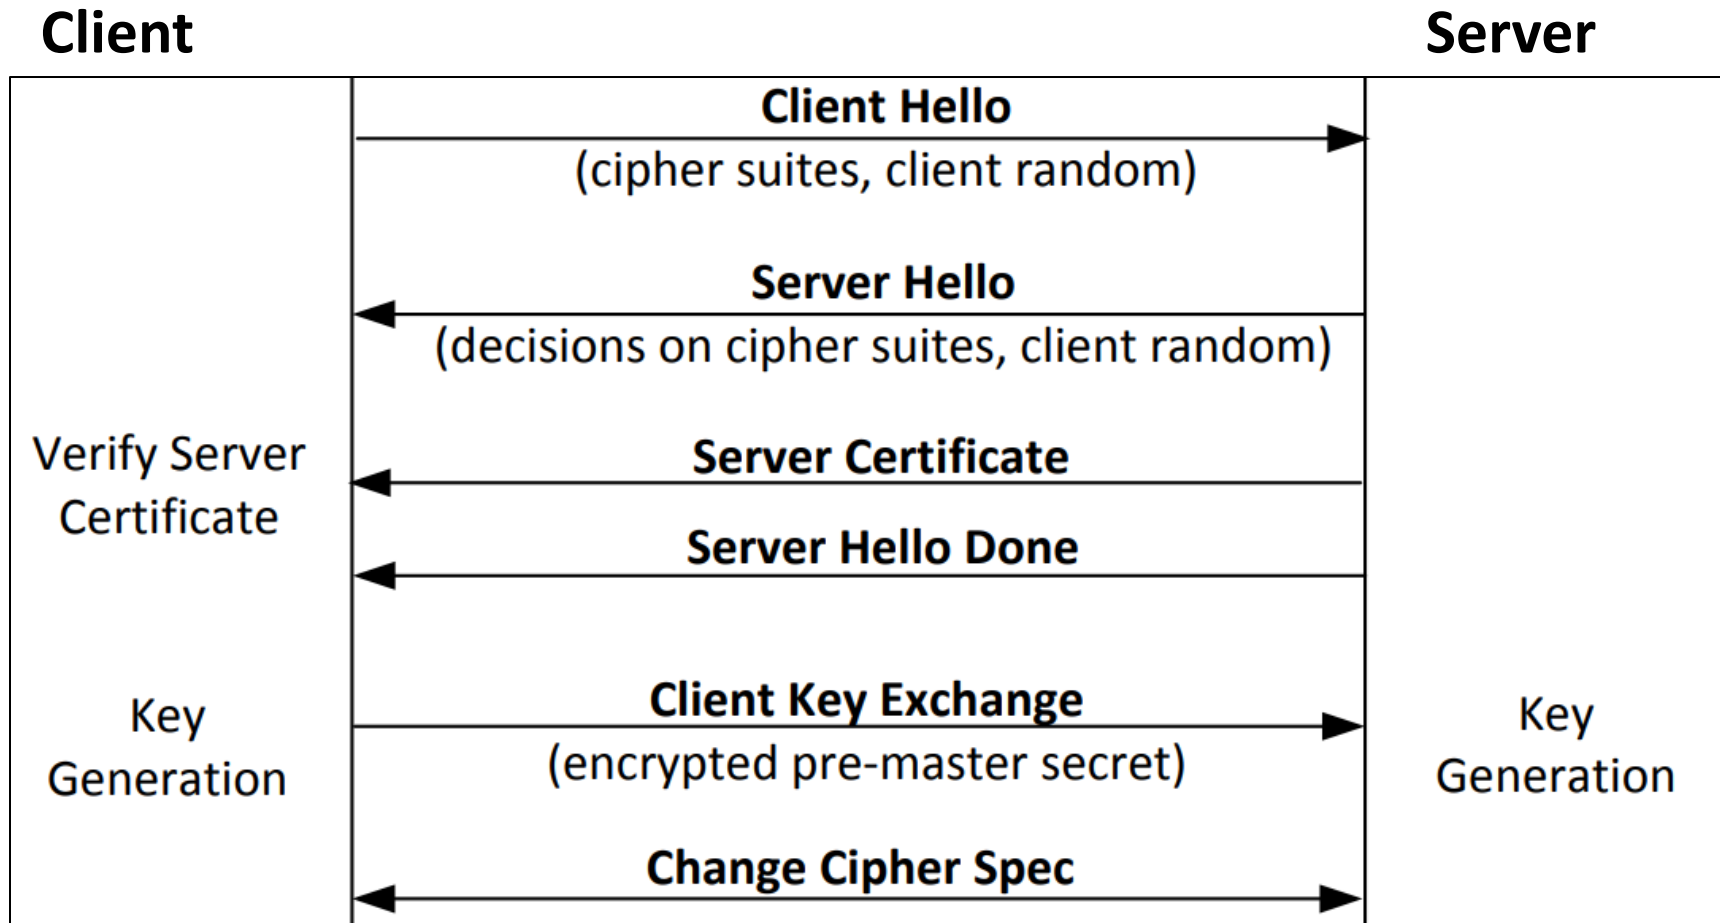 Client
Server
Client Hello
(cipher suites, client random)
Server Hello
(decisions on cipher suites, client random)
Verify Server
Certificate
Server Certificate
Server Hello Done
Key
Generation
Client Key Exchange
(encrypted pre-master secret)
Key
Generation
Change Cipher Spec